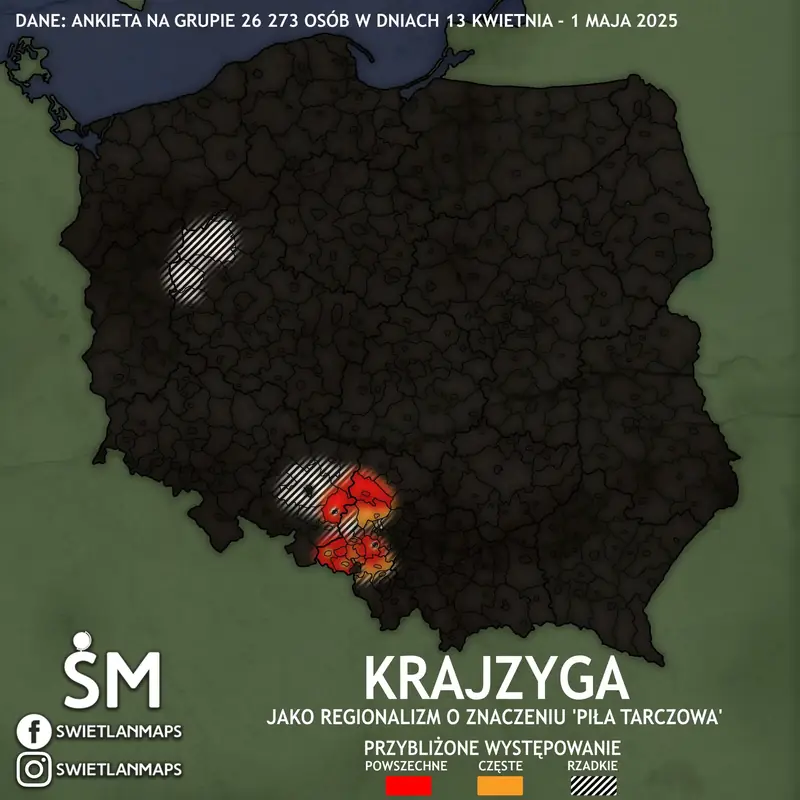 DANE: ANKIETA NA GRUPIE 26 273 OSÓB W DNIACH 13 KWIETNIA - 1 MAJA 2025
ŚM
SWIETLANMAPS
SWIETLANMAPS
KRAJZYGA
JAKO REGIONALIZM O ZNACZENIU 'PIŁA TARCZOWA'
PRZYBLIŻONE WYSTĘPOWANIE
POWSZECHNE CZĘSTE RZADKIE